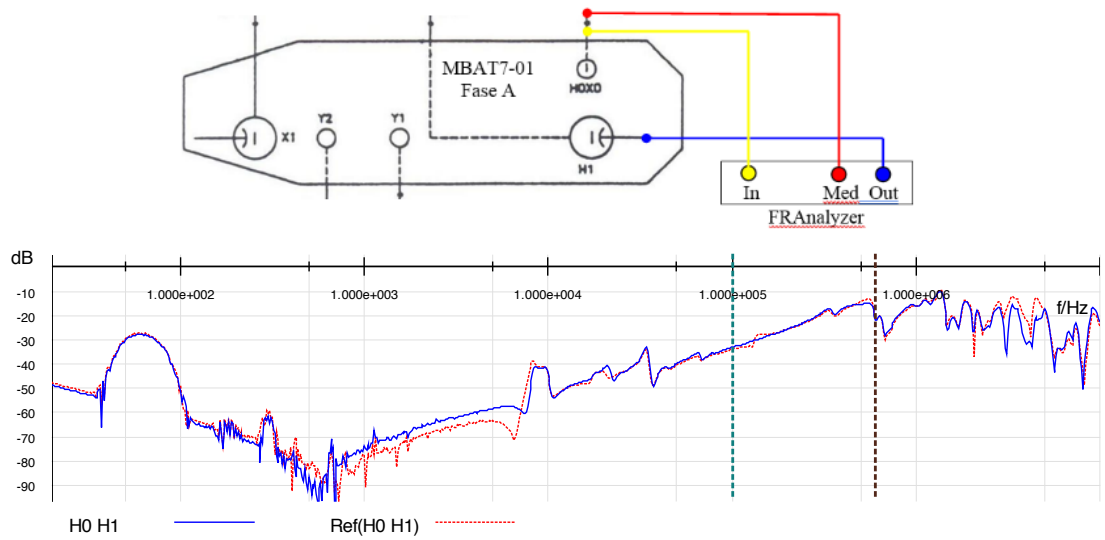 MBAT7-01
Fase A
H0X0
Y2
Y1
X1
H1
In
Med Out
FRAnalyzer
dB
1.000e+002
1.000e+003
1.000e+004
1.000e+005
1.000e+006
f/Hz
-10
-20
-30
-40
-50
-60
-70
-80
-90
H0 H1
Ref(H0 H1)